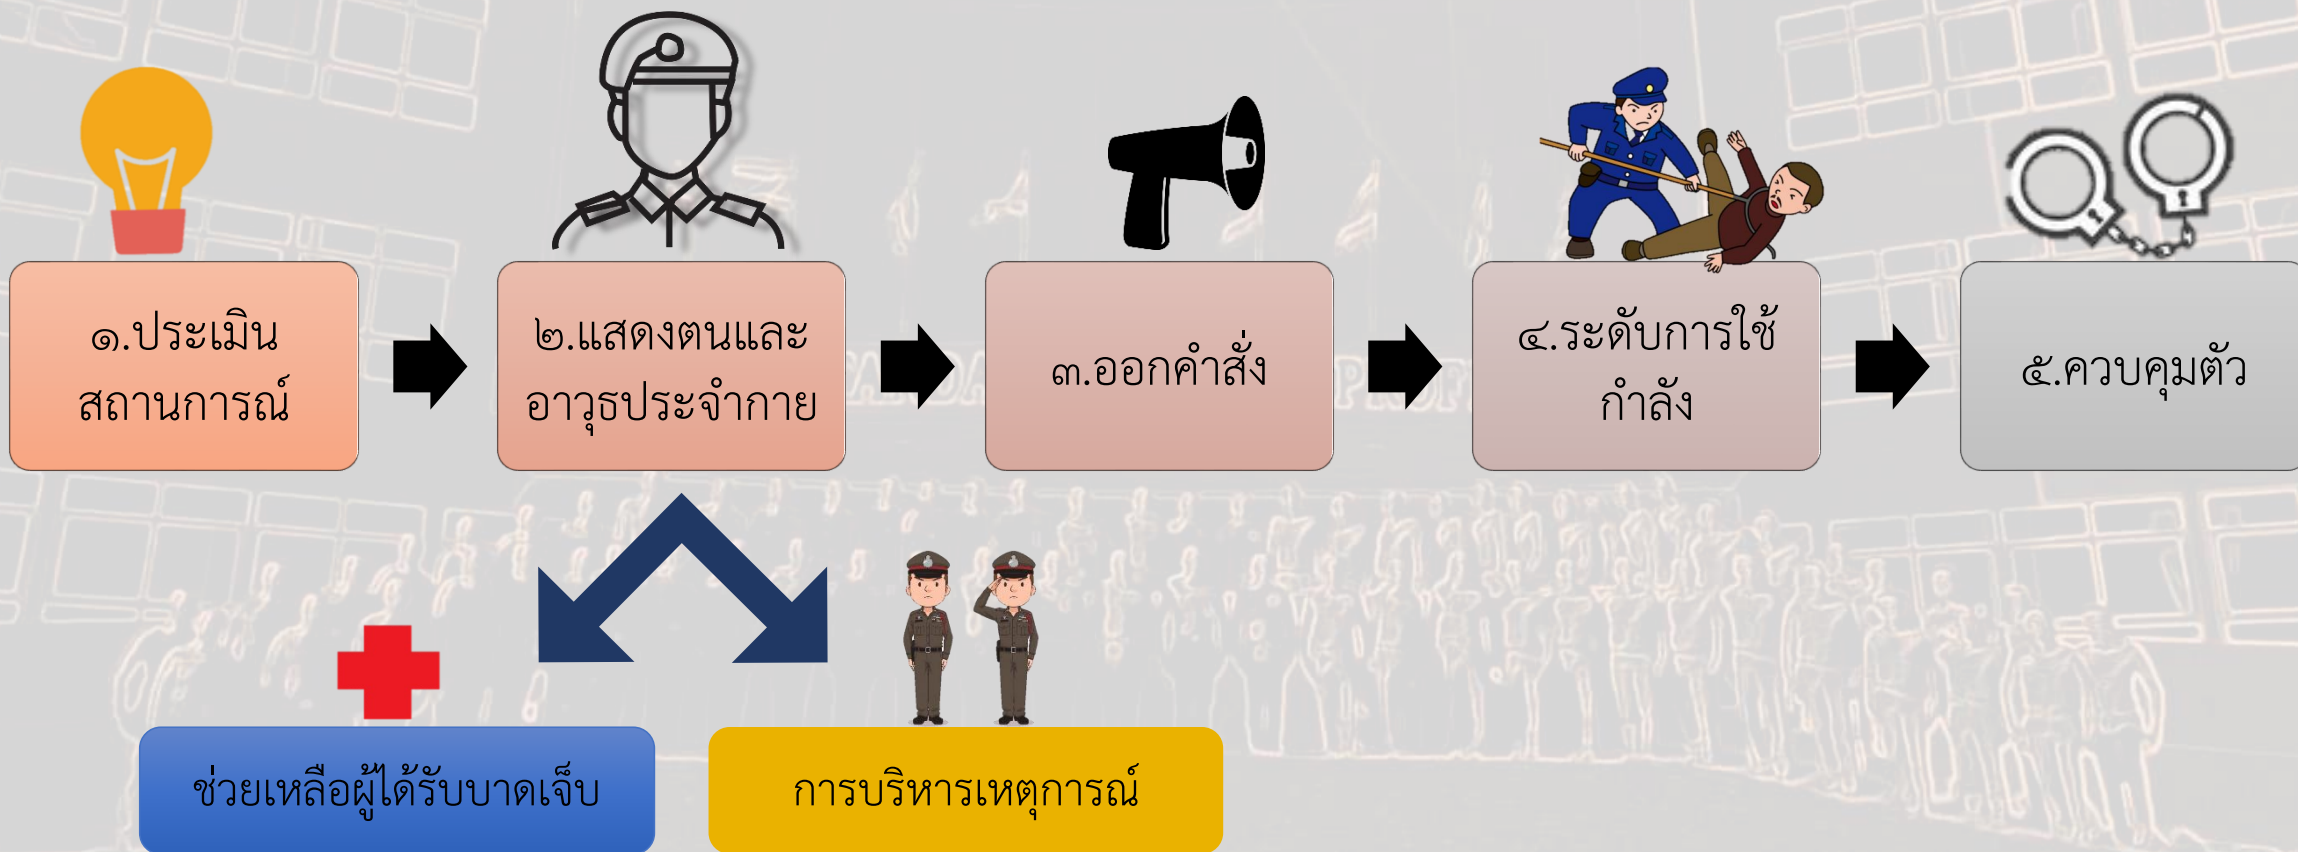 ๑.ประเมิน
สถานการณ์
๒.แสดงตนและ
อาวุธประจำกาย
๓.ออกคำสั่ง
๔.ระดับการใช้
กำลัง
๕.ควบคุมตัว
ช่วยเหลือผู้ได้รับบาดเจ็บ
การบริหารเหตุการณ์